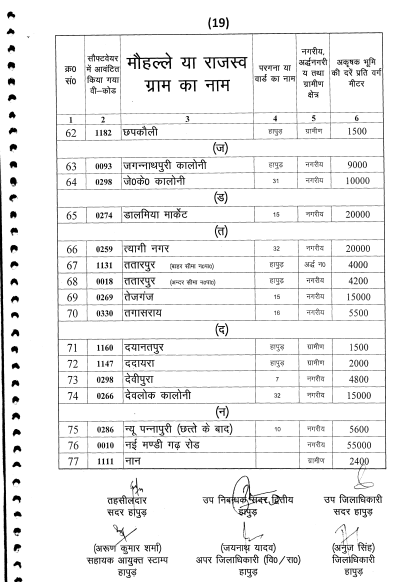 (19)
क्र0 सं0 | सौफ्टवेयर में आवंटित किया गया वी-कोड | मौहल्ले या राजस्व ग्राम का नाम | परगना या वार्ड का नाम | नगरीय, अर्द्धनगरीय तथा ग्रामीण क्षेत्र | अकृषक भूमि की दरें प्रति वर्ग मीटर
1 | 2 | 3 | 4 | 5 | 6
62 | 1182 | छपकौली | हापुड़ | ग्रामीण | 1500
(ज)
63 | 0093 | जगन्नाथपुरी कालोनी | हापुड़ | नगरीय | 9000
64 | 0298 | जे0के0 कालोनी | 31 | नगरीय | 10000
(ड)
65 | 0274 | डालमिया मार्केट | 15 | नगरीय | 20000
(त)
66 | 0259 | त्यागी नगर | 32 | नगरीय | 20000
67 | 1131 | ततारपुर (बाहर सीमा न0पा0) | हापुड़ | अर्द्ध न0 | 4000
68 | 0018 | ततारपुर (अन्दर सीमा न0पा0) | हापुड़ | नगरीय | 4200
69 | 0269 | तेजगंज | 15 | नगरीय | 15000
70 | 0330 | तगासराय | 16 | नगरीय | 5500
(द)
71 | 1160 | दयानतपुर | हापुड़ | ग्रामीण | 1500
72 | 1147 | ददायरा | हापुड़ | ग्रामीण | 2000
73 | 0298 | देवीपुरा | 7 | नगरीय | 4800
74 | 0266 | देवलोक कालोनी | 32 | नगरीय | 15000
(न)
75 | 0286 | न्यू पन्नापुरी (छत्ते के बाद) | 10 | नगरीय | 5600
76 | 0010 | नई मण्डी गढ़ रोड | नगरीय | 55000
77 | 1111 | नान | ग्रामीण | 2400
तहसीलदार उप निबन्धक सदर द्वितीय उप जिलाधिकारी
सदर हापुड़ हापुड़ सदर हापुड़
(अरूण कुमार शर्मा) (जयनाथ यादव) (अनुज सिंह)
सहायक आयुक्त स्टाम्प अपर जिलाधिकारी (वि0/रा0) जिलाधिकारी
हापुड़ हापुड़ हापुड़